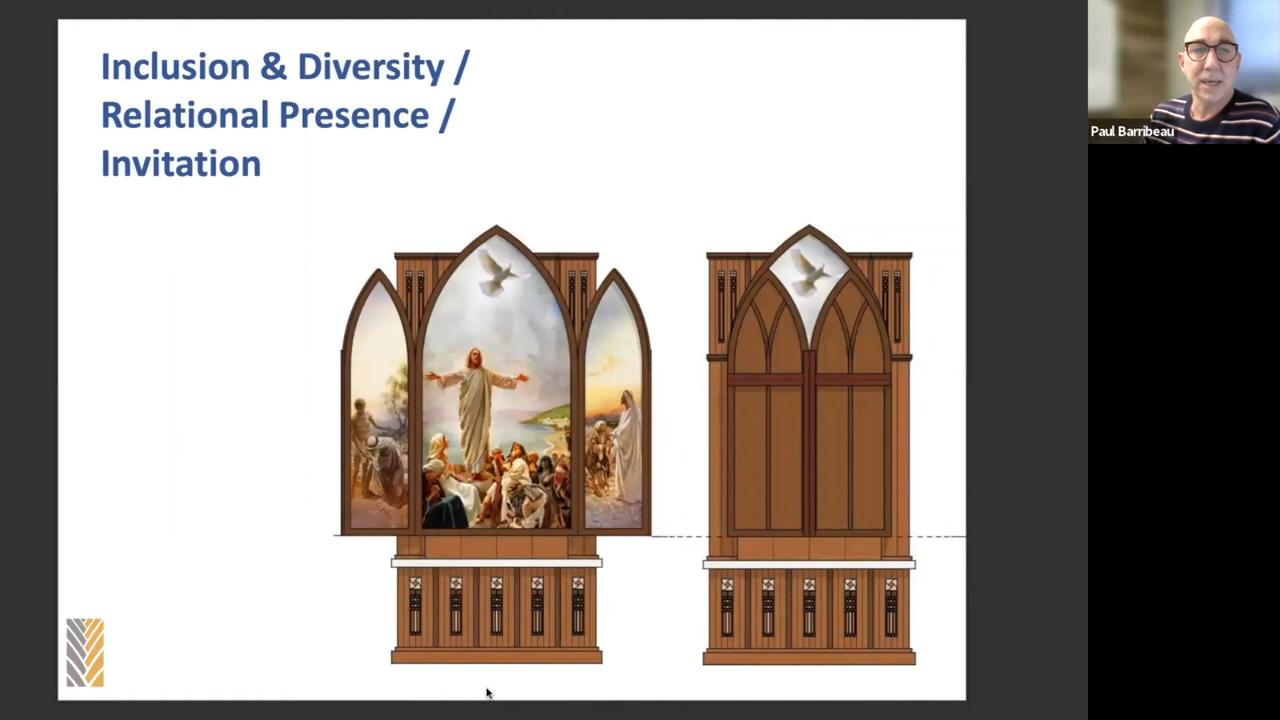 Inclusion & Diversity /
Relational Presence /
Invitation
Paul Barribeau